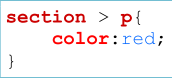 section > p{
    color:red;
}